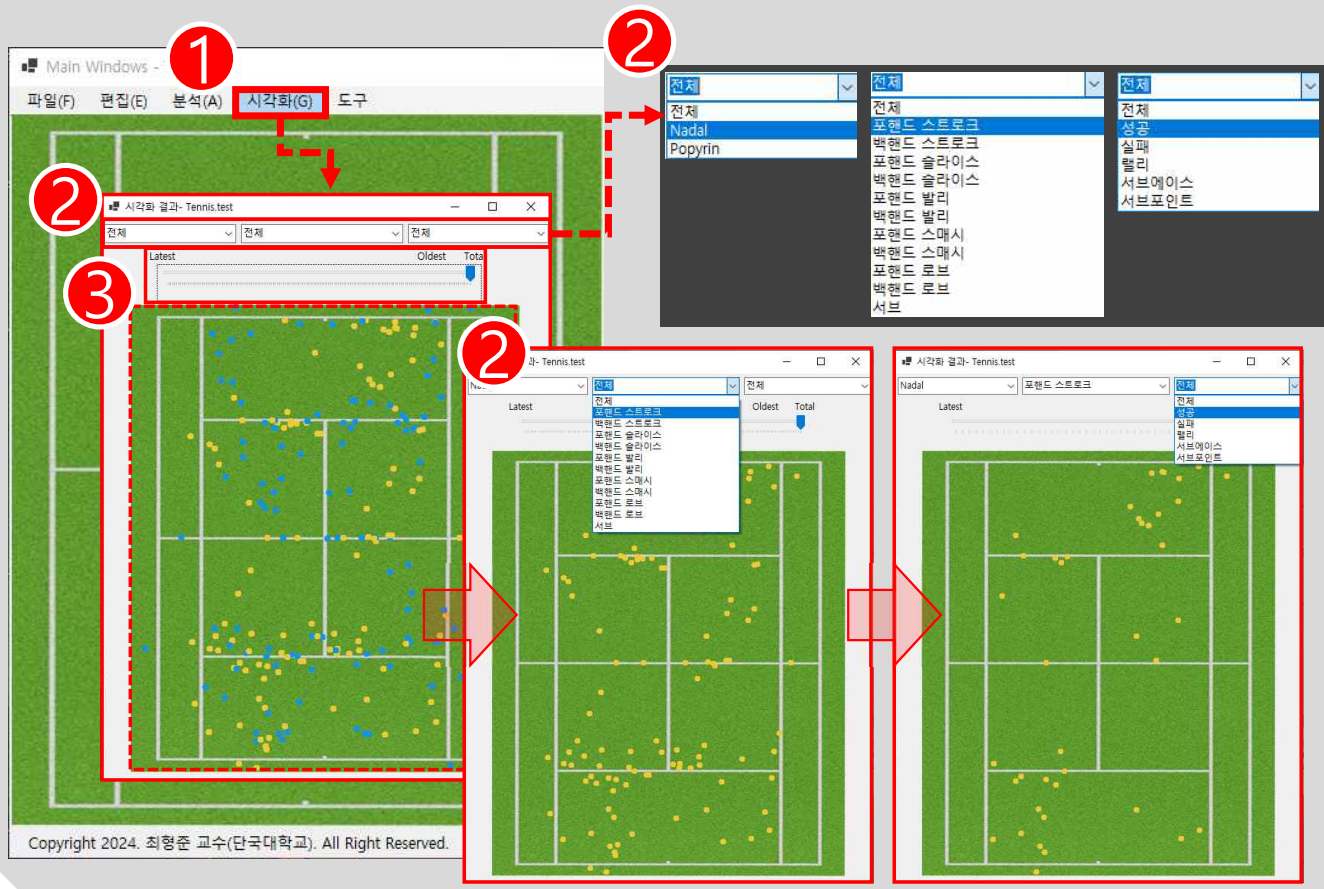 1
2
Main Windows -
파일(F) 편집(E) 분석(A) 시각화(G) 도구
전체
전체
Nadal
Popyrin
전체
전체
포핸드 스트로크
백핸드 스트로크
포핸드 슬라이스
백핸드 슬라이스
포핸드 발리
백핸드 발리
포핸드 스매시
백핸드 스매시
포핸드 로브
백핸드 로브
서브
전체
전체
성공
실패
랠리
서브에이스
서브포인트
2
시각화 결과- Tennis.test
전체 전체 전체
3
Latest Oldest Total
2
과- Tennis.test
전체 전체
Latest Oldest Total
전체
포핸드 스트로크
백핸드 스트로크
포핸드 슬라이스
백핸드 슬라이스
포핸드 발리
백핸드 발리
포핸드 스매시
백핸드 스매시
포핸드 로브
백핸드 로브
서브
시각화 결과- Tennis.test
Nadal 포핸드 스트로크 전체
Latest
전체
성공
실패
랠리
서브에이스
서브포인트
Copyright 2024. 최형준 교수(단국대학교). All Right Reserved.